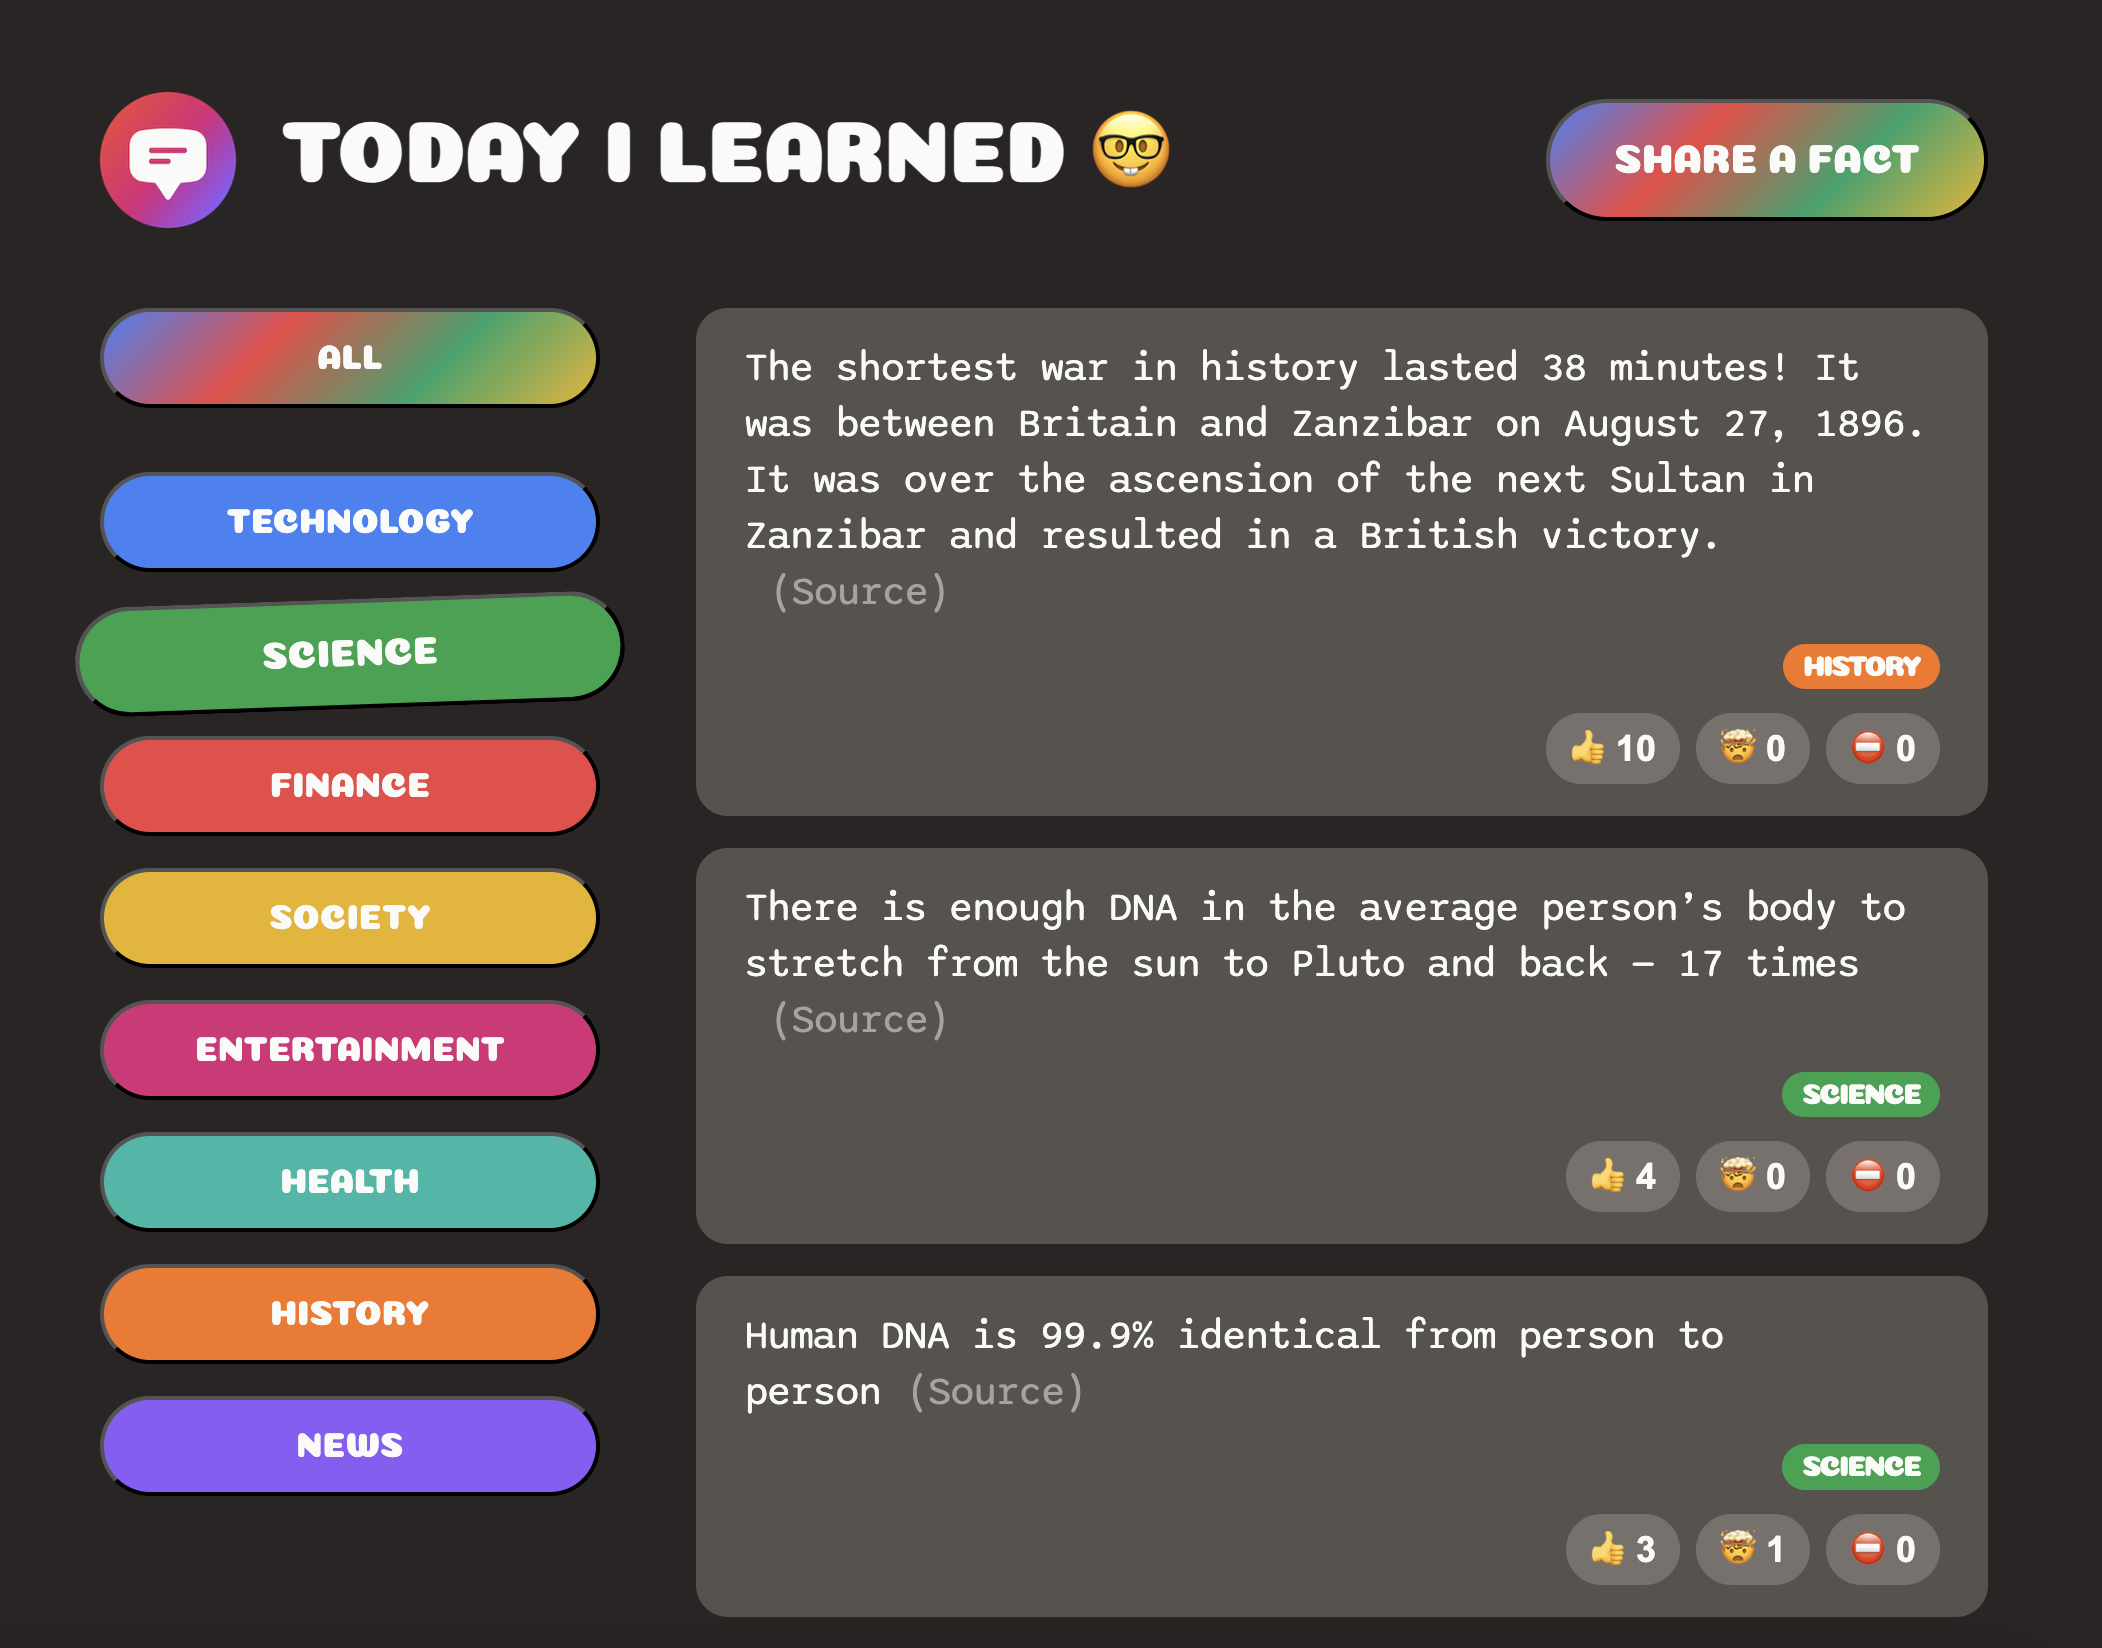 TODAY I LEARNED 🤓
SHARE A FACT
ALL
TECHNOLOGY
SCIENCE
FINANCE
SOCIETY
ENTERTAINMENT
HEALTH
HISTORY
NEWS
The shortest war in history lasted 38 minutes! It
was between Britain and Zanzibar on August 27, 1896.
It was over the ascension of the next Sultan in
Zanzibar and resulted in a British victory.
(Source)
HISTORY
👍 10 🤯 0 ⛔ 0
There is enough DNA in the average person’s body to
stretch from the sun to Pluto and back — 17 times
(Source)
SCIENCE
👍 4 🤯 0 ⛔ 0
Human DNA is 99.9% identical from person to
person (Source)
SCIENCE
👍 3 🤯 1 ⛔ 0